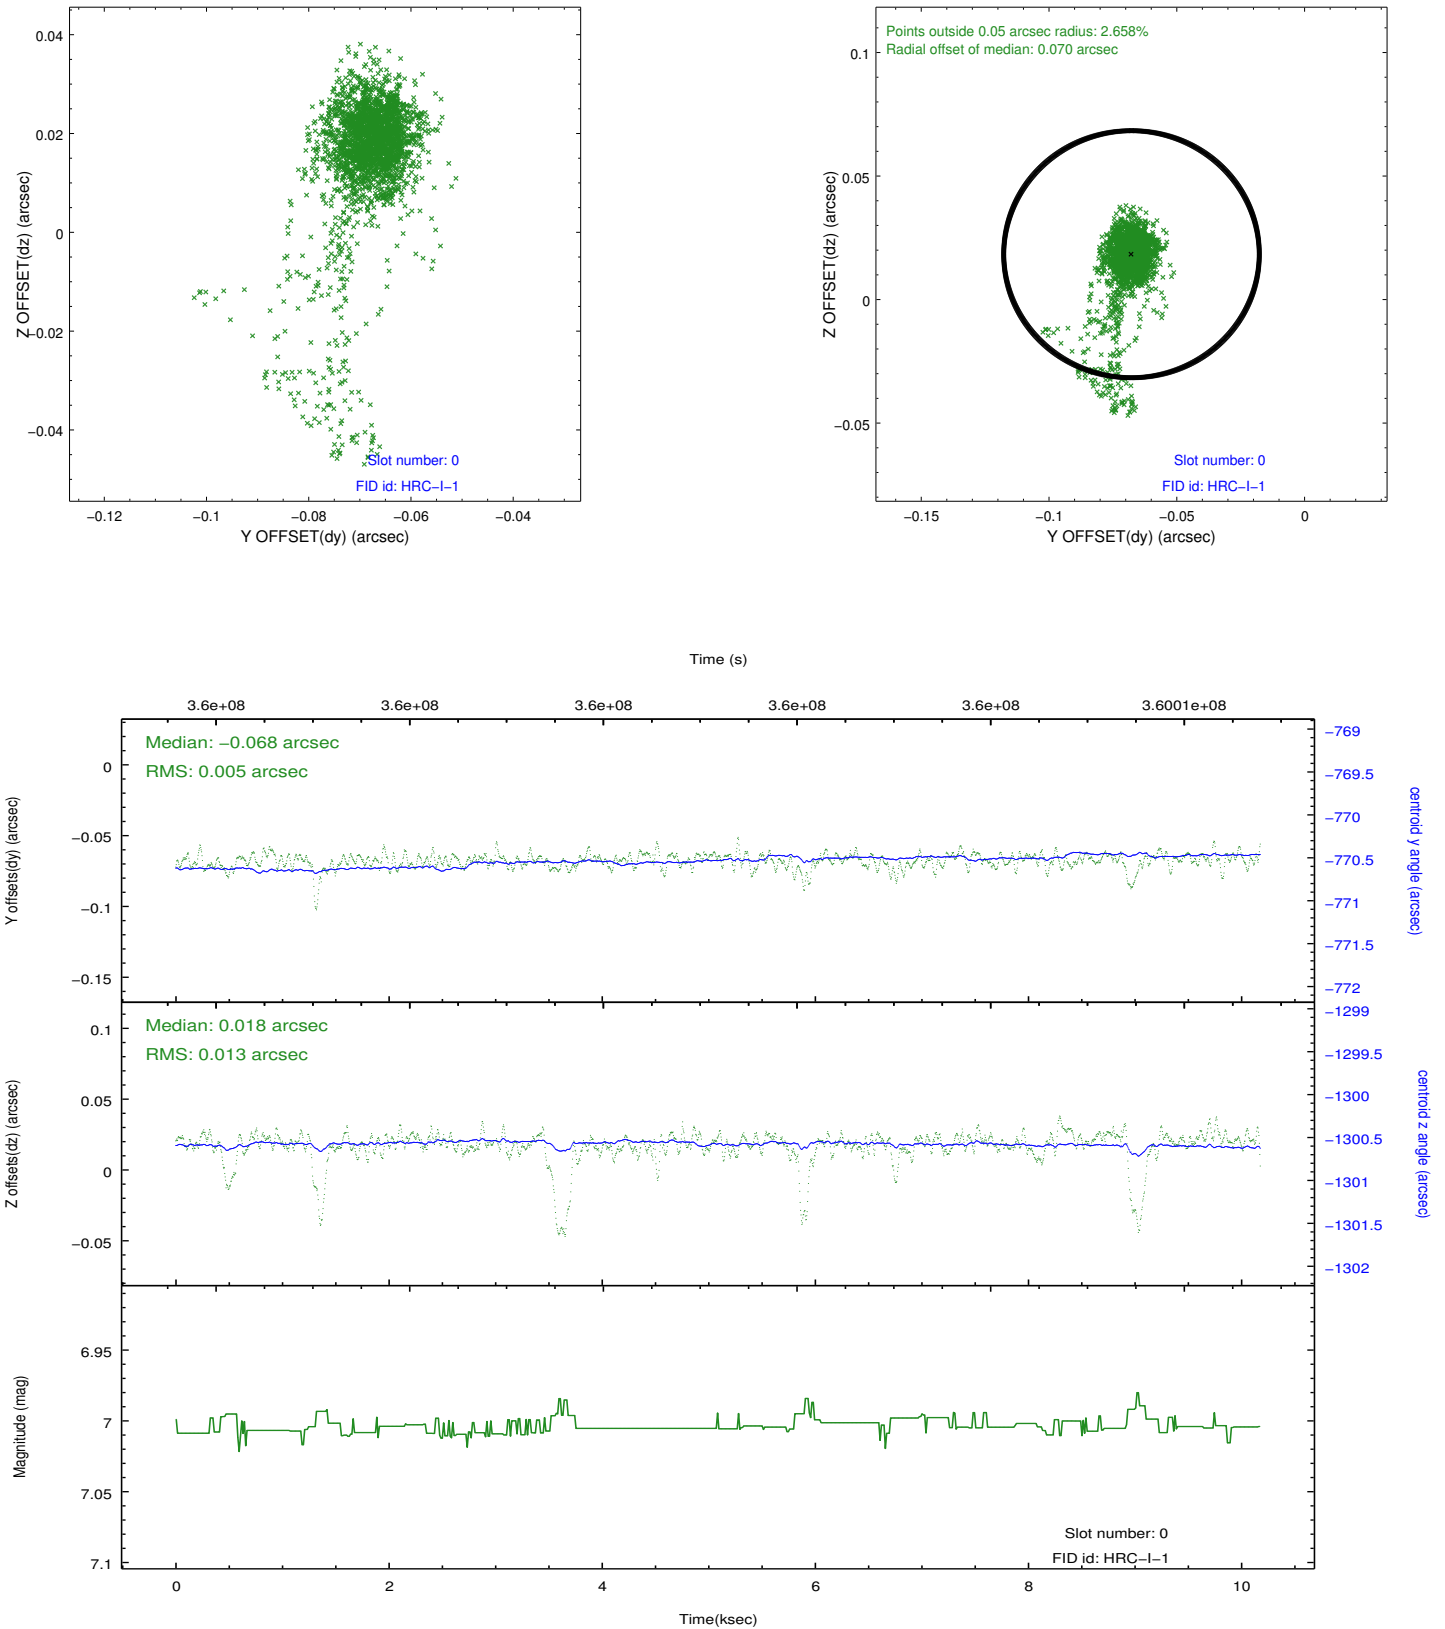 0.04
0.02
0
−0.02
−0.04
Z OFFSET(dz) (arcsec)
Slot number: 0
FID id: HRC−I−1
−0.12
−0.1
−0.08
−0.06
−0.04
Y OFFSET(dy) (arcsec)
Points outside 0.05 arcsec radius: 2.658%
Radial offset of median: 0.070 arcsec
0.1
0.05
0
−0.05
Z OFFSET(dz) (arcsec)
Slot number: 0
FID id: HRC−I−1
−0.15
−0.1
−0.05
0
Y OFFSET(dy) (arcsec)
Time (s)
3.6e+08
3.6e+08
3.6e+08
3.6e+08
3.6e+08
3.6001e+08
Median: −0.068 arcsec
RMS: 0.005 arcsec
0
−0.05
−0.1
−0.15
Y offsets(dy) (arcsec)
−769
−769.5
−770
−770.5
−771
−771.5
−772
centroid y angle (arcsec)
Median: 0.018 arcsec
RMS: 0.013 arcsec
0.1
0.05
0
−0.05
Z offsets(dz) (arcsec)
−1299
−1299.5
−1300
−1300.5
−1301
−1301.5
−1302
centroid z angle (arcsec)
6.95
7
7.05
7.1
Magnitude (mag)
Slot number: 0
FID id: HRC−I−1
0
2
4
6
8
10
Time(ksec)